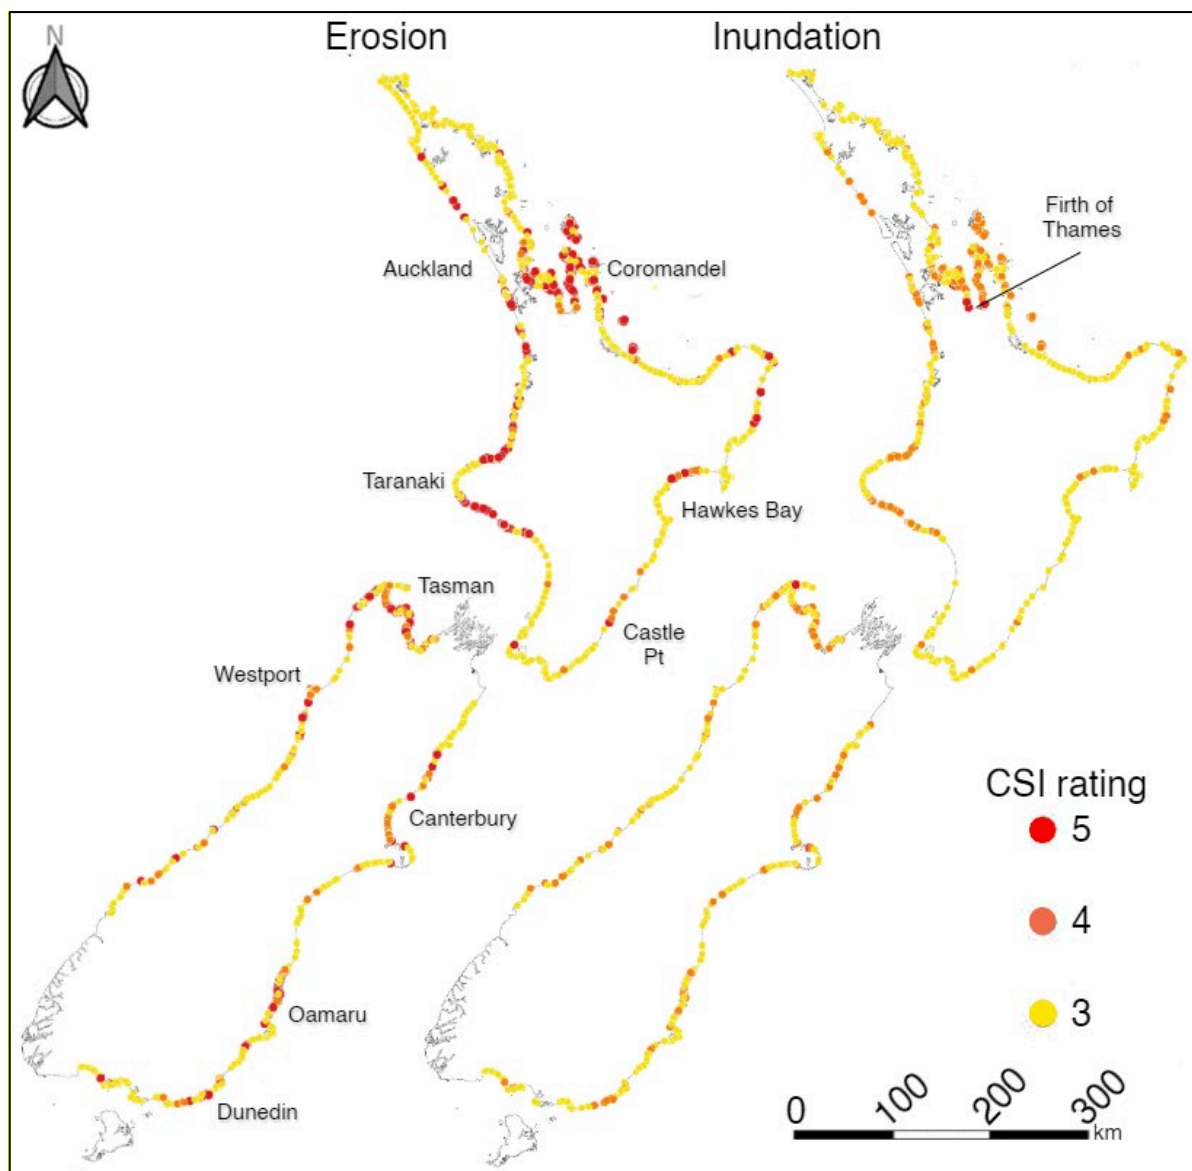 Erosion
Inundation
N
Firth of
Thames
Auckland
Coromandel
Taranaki
Hawkes Bay
Tasman
Castle
Pt
Westport
CSI rating
5
Canterbury
4
Oamaru
3
Dunedin
0
100
200
300
km